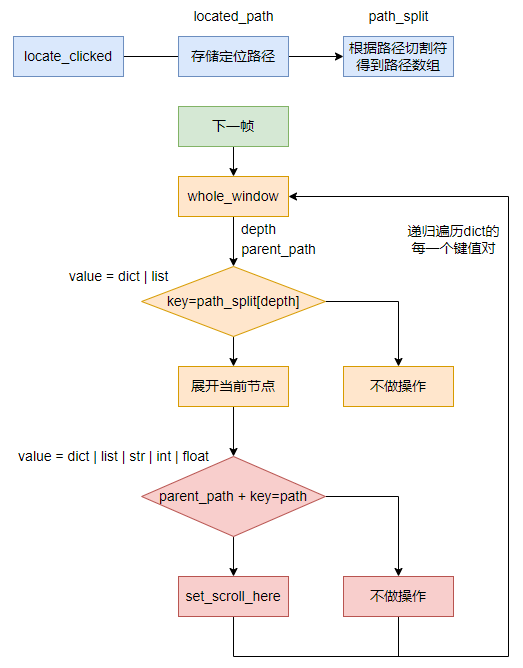 located_path
path_split
locate_clicked
存储定位路径
根据路径切割符
得到路径数组
下一帧
whole_window
depth
parent_path
递归遍历dict的
每一个键值对
value = dict | list
key=path_split[depth]
展开当前节点
不做操作
value = dict | list | str | int | float
parent_path + key=path
set_scroll_here
不做操作